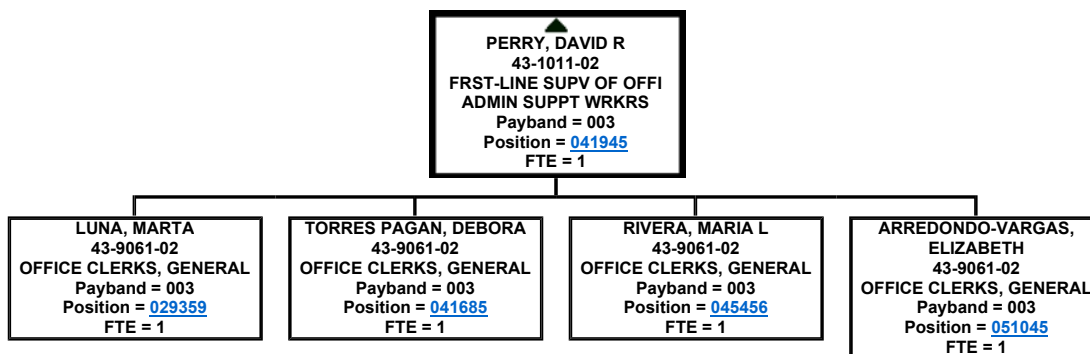 PERRY, DAVID R
43-1011-02
FRST-LINE SUPV OF OFFI
ADMIN SUPPT WRKRS
Payband = 003
Position = 041945
FTE = 1
LUNA, MARTA
43-9061-02
OFFICE CLERKS, GENERAL
Payband = 003
Position = 029359
FTE = 1
TORRES PAGAN, DEBORA
43-9061-02
OFFICE CLERKS, GENERAL
Payband = 003
Position = 041685
FTE = 1
RIVERA, MARIA L
43-9061-02
OFFICE CLERKS, GENERAL
Payband = 003
Position = 045456
FTE = 1
ARREDONDO-VARGAS,
ELIZABETH
43-9061-02
OFFICE CLERKS, GENERAL
Payband = 003
Position = 051045
FTE = 1